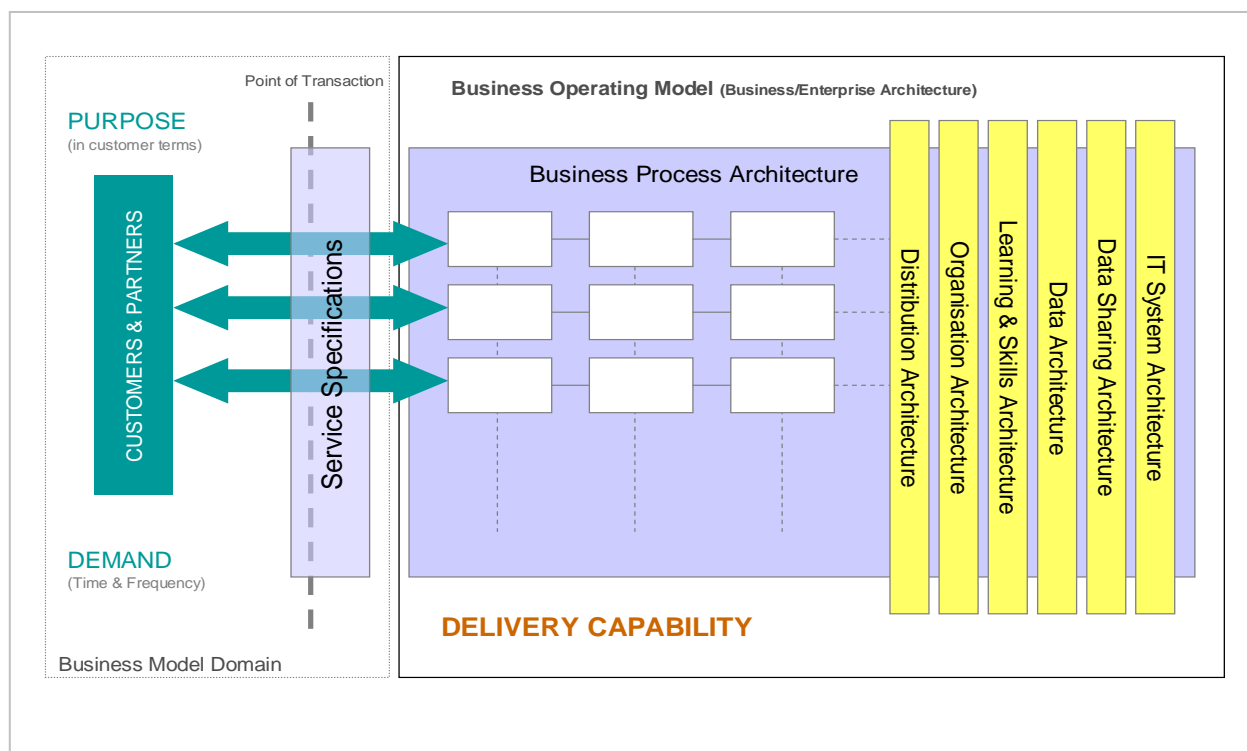 Point of Transaction
PURPOSE
(in customer terms)
CUSTOMERS & PARTNERS
DEMAND
(Time & Frequency)
Business Model Domain
Service Specifications
Business Operating Model (Business/Enterprise Architecture)
Business Process Architecture
Distribution Architecture
Organisation Architecture
Learning & Skills Architecture
Data Architecture
Data Sharing Architecture
IT System Architecture
DELIVERY CAPABILITY